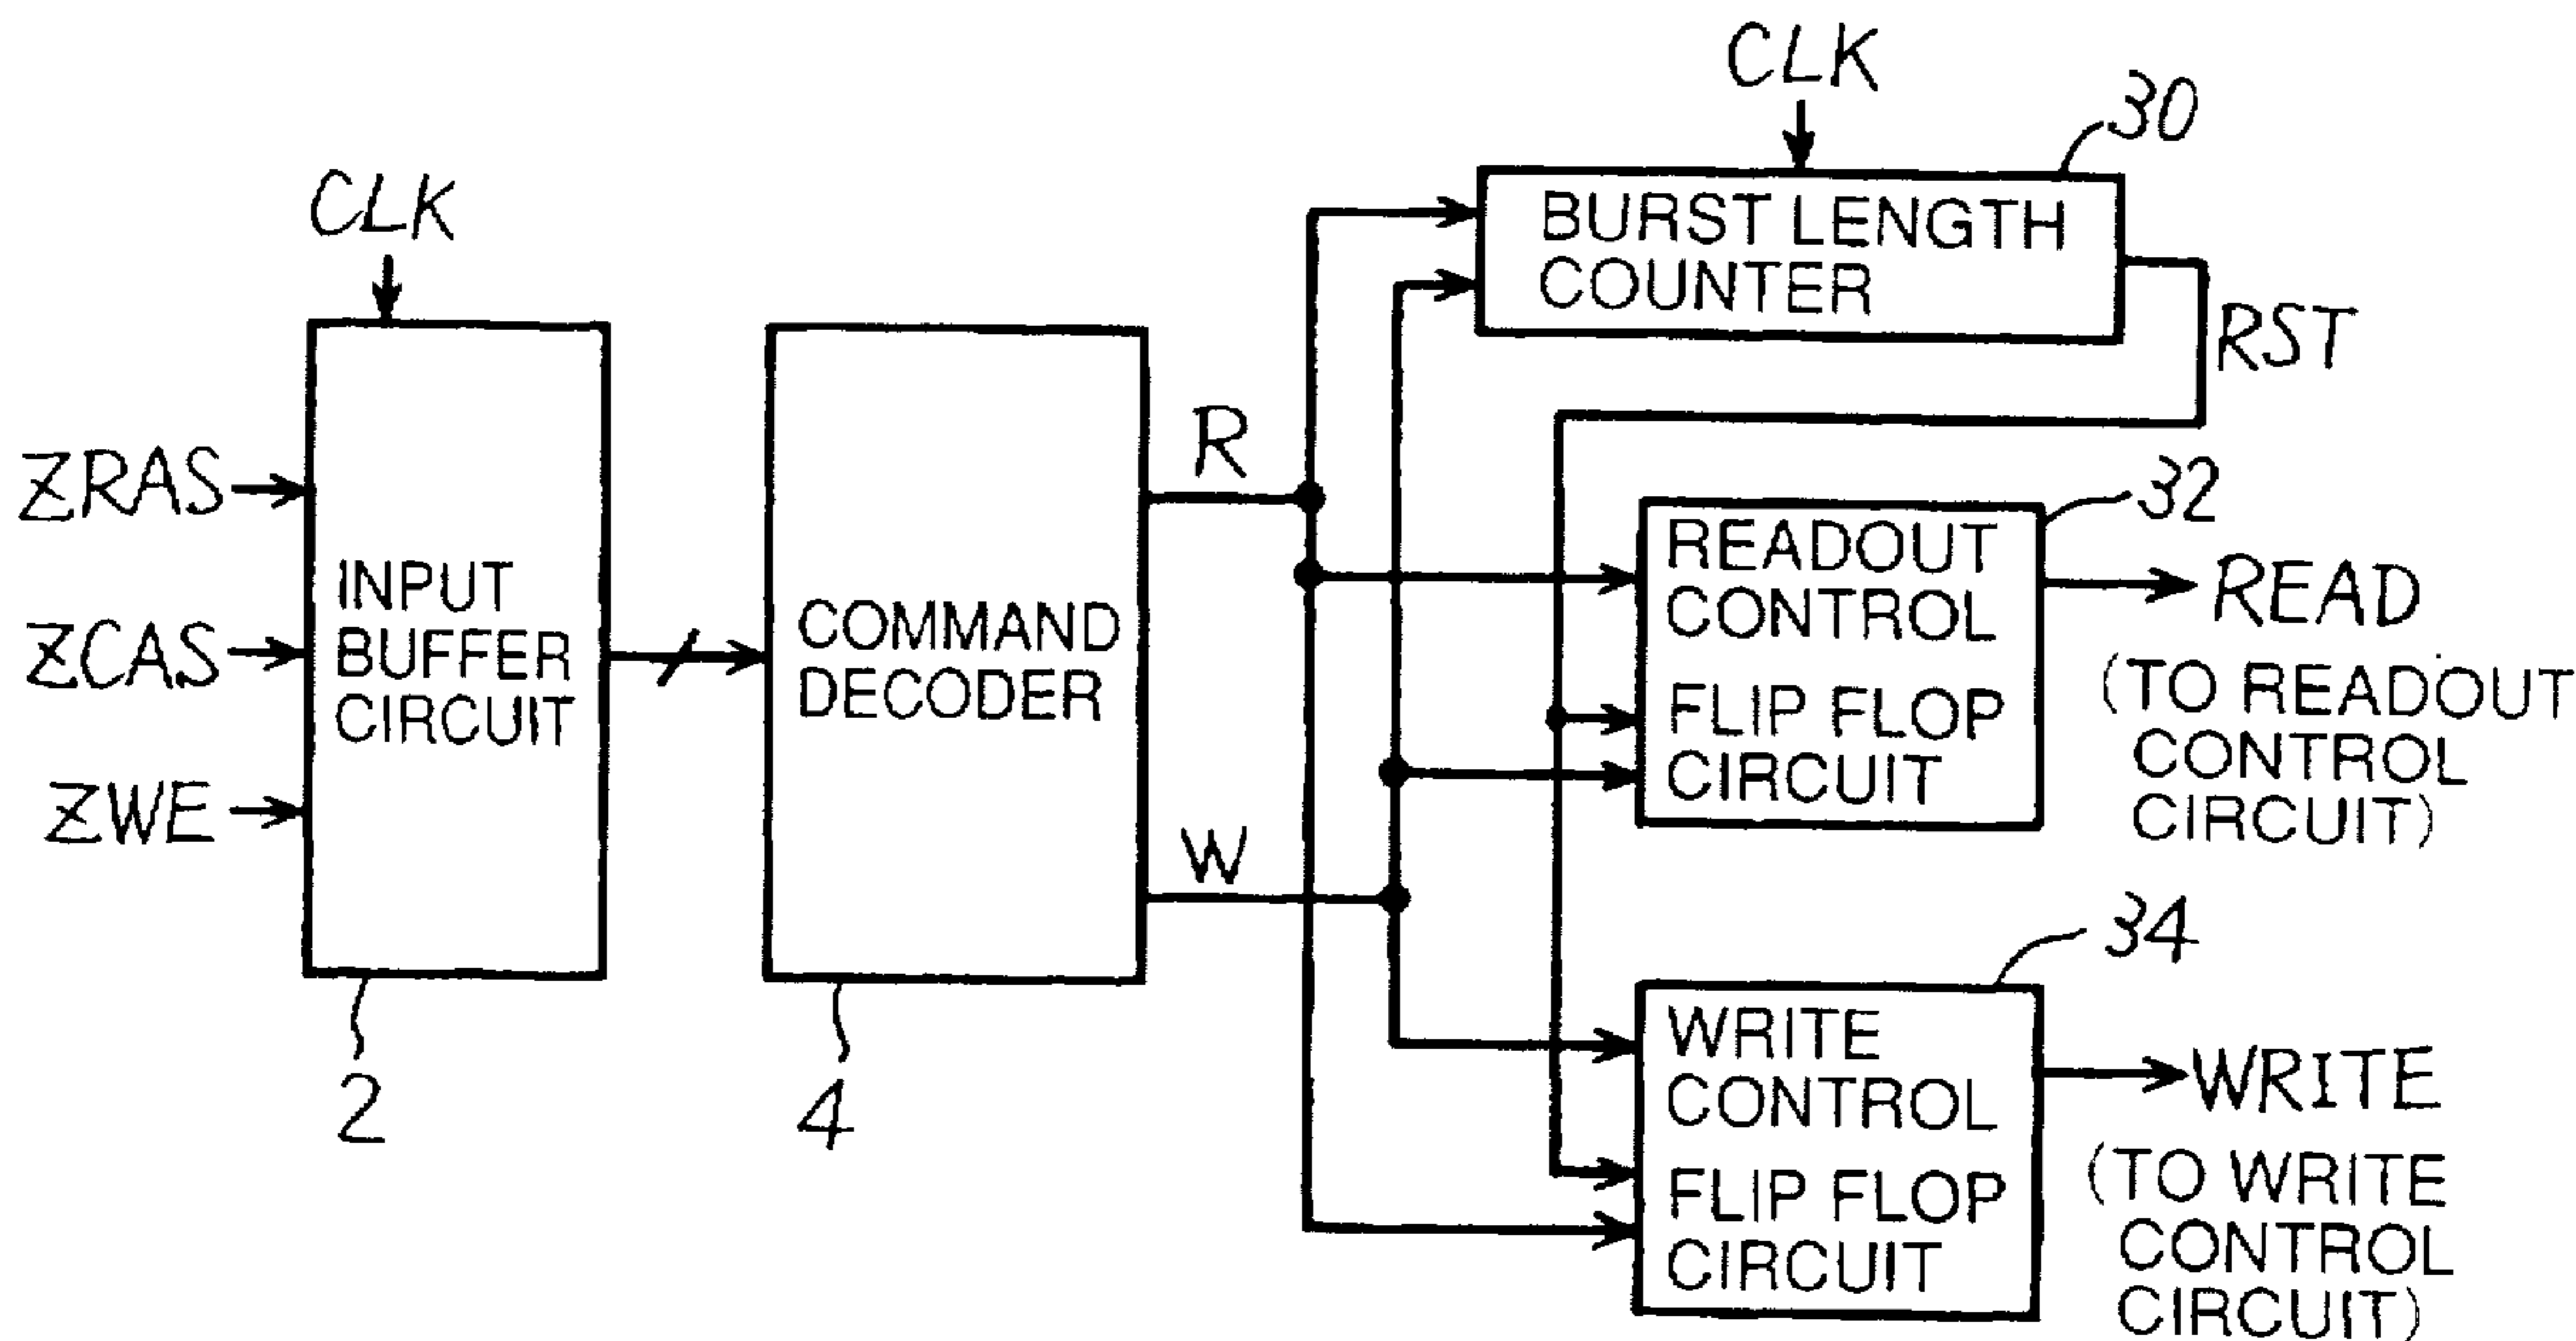 CLK
30
CLK
BURST LENGTH
COUNTER
RST
R
ZRAS
32
READOUT
CONTROL
FLIP FLOP
CIRCUIT
READ
(TO READOUT
CONTROL
CIRCUIT)
INPUT
BUFFER
CIRCUIT
COMMAND
DECODER
ZCAS
ZWE
W
34
WRITE
CONTROL
FLIP FLOP
CIRCUIT
WRITE
(TO WRITE
CONTROL
CIRCUIT)
2
4